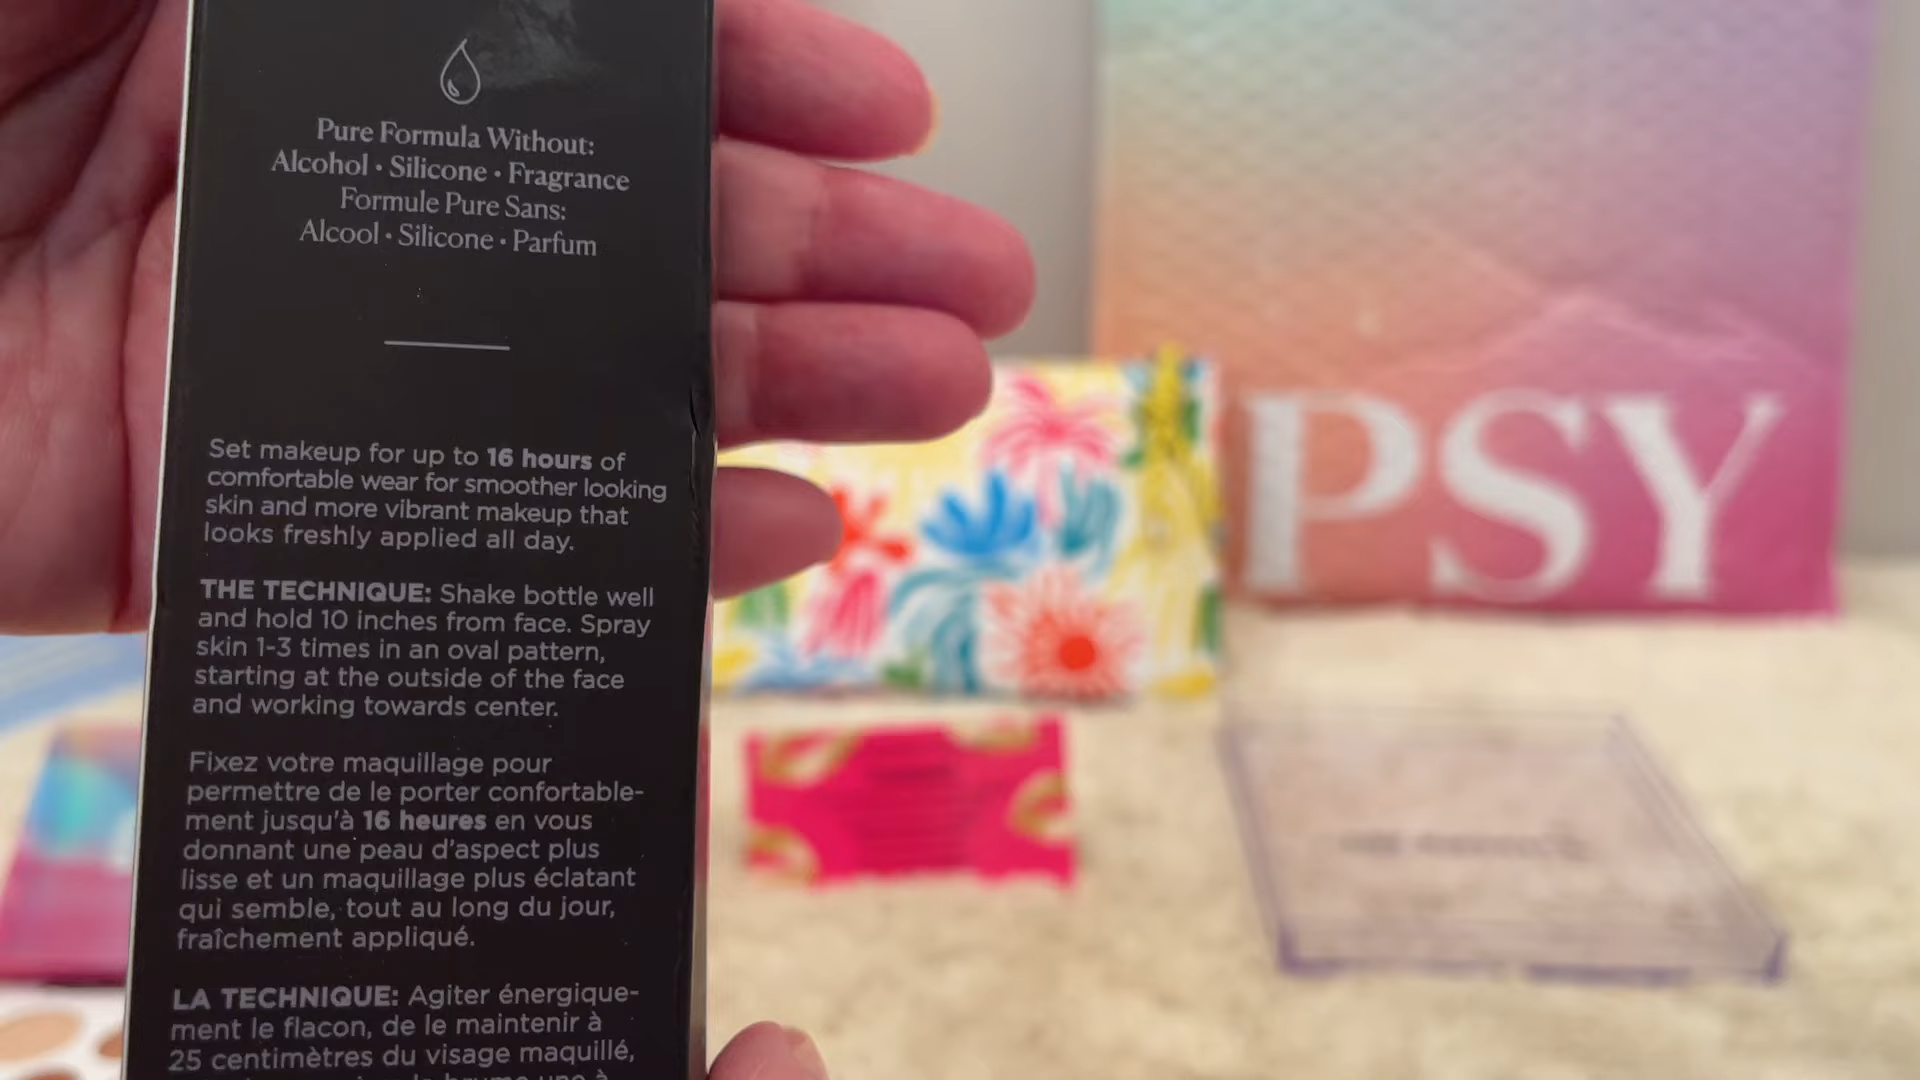 Pure Formula Without:
Alcohol • Silicone • Fragrance
Formule Pure Sans:
Alcool • Silicone • Parfum
Set makeup for up to 16 hours of
comfortable wear for smoother looking
skin and more vibrant makeup that
looks freshly applied all day.
THE TECHNIQUE: Shake bottle well
and hold 10 inches from face. Spray
skin 1-3 times in an oval pattern,
starting at the outside of the face
and working towards center.
Fixez votre maquillage pour
permettre de le porter confortable-
ment jusqu'à 16 heures en vous
donnant une peau d'aspect plus
lisse et un maquillage plus éclatant
qui semble, tout au long du jour,
fraîchement appliqué.
LA TECHNIQUE: Agiter énergique-
ment le flacon, de le maintenir à
25 centimètres du visage maquillé,
PSY